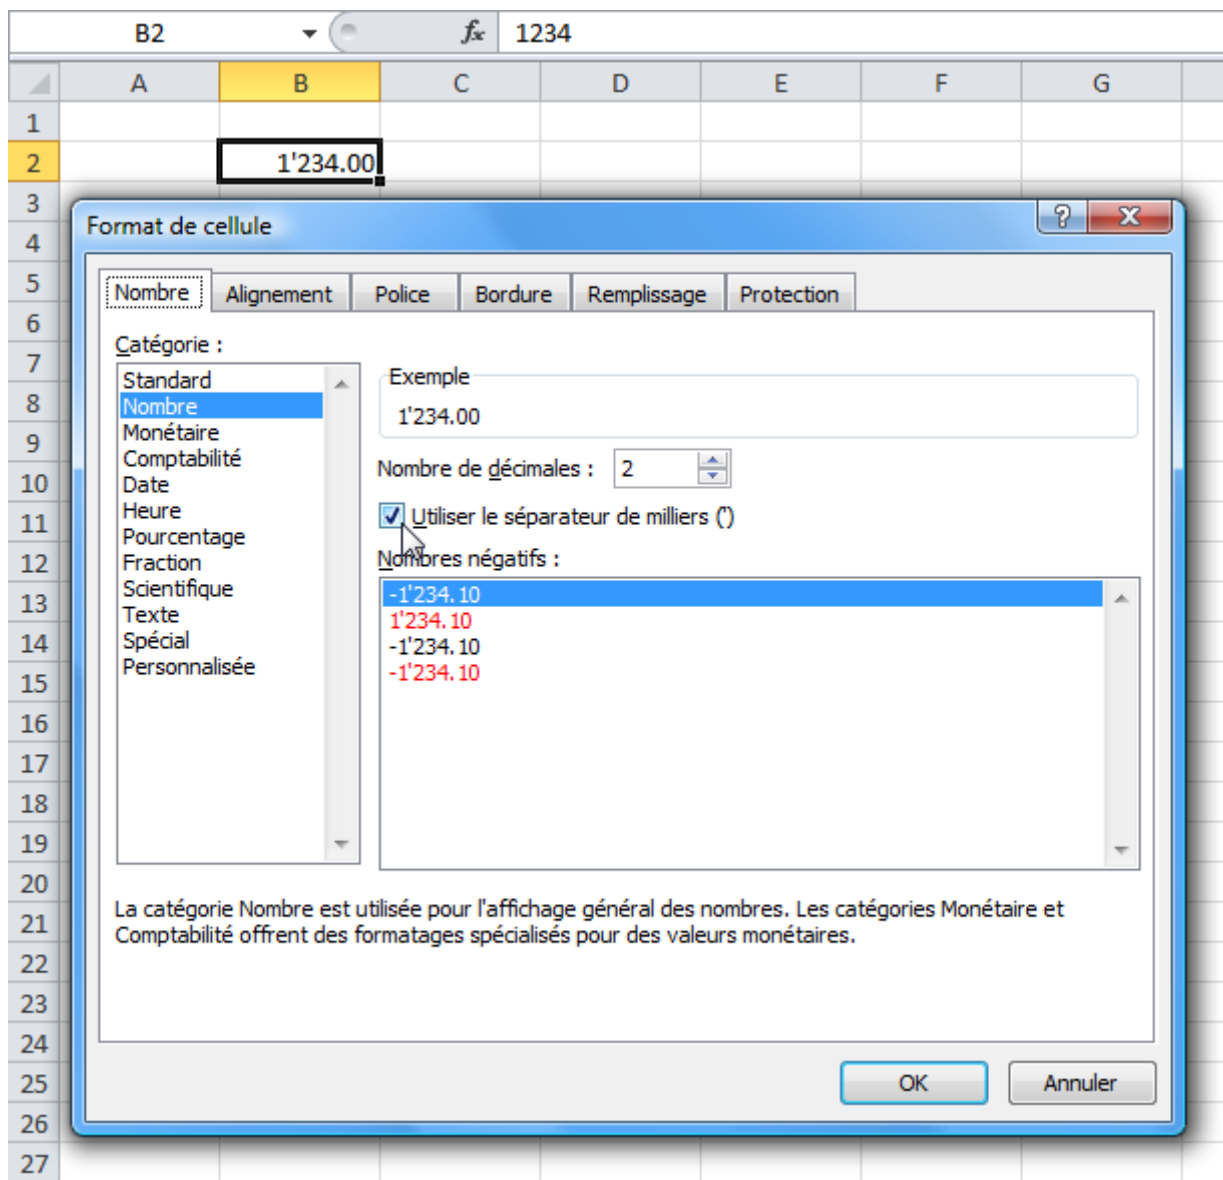 B2 fx 1234
A B C D E F G
1
2 1'234.00
3
4
5
6
7
8
9
10
11
12
13
14
15
16
17
18
19
20
21
22
23
24
25
26
27
Format de cellule
Nombre Alignement Police Bordure Remplissage Protection
Catégorie :
Standard
Nombre
Monétaire
Comptabilité
Date
Heure
Pourcentage
Fraction
Scientifique
Texte
Spécial
Personnalisée
Exemple
1'234.00
Nombre de décimales : 2
Utiliser le séparateur de milliers (')
Nombres négatifs :
-1'234.10
1'234.10
-1'234.10
-1'234.10
La catégorie Nombre est utilisée pour l'affichage général des nombres. Les catégories Monétaire et
Comptabilité offrent des formatages spécialisés pour des valeurs monétaires.
OK Annuler